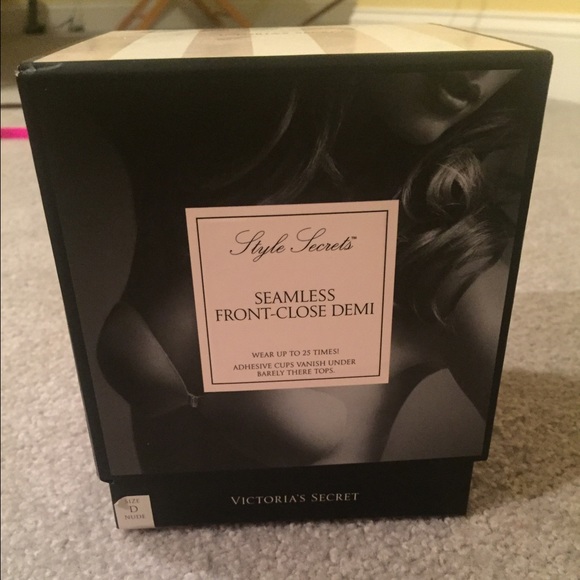 Style Secrets™
SEAMLESS
FRONT-CLOSE DEMI
WEAR UP TO 25 TIMES!
ADHESIVE CUPS VANISH UNDER
BARELY THERE TOPS.
VICTORIA'S SECRET
SIZE
D
NUDE